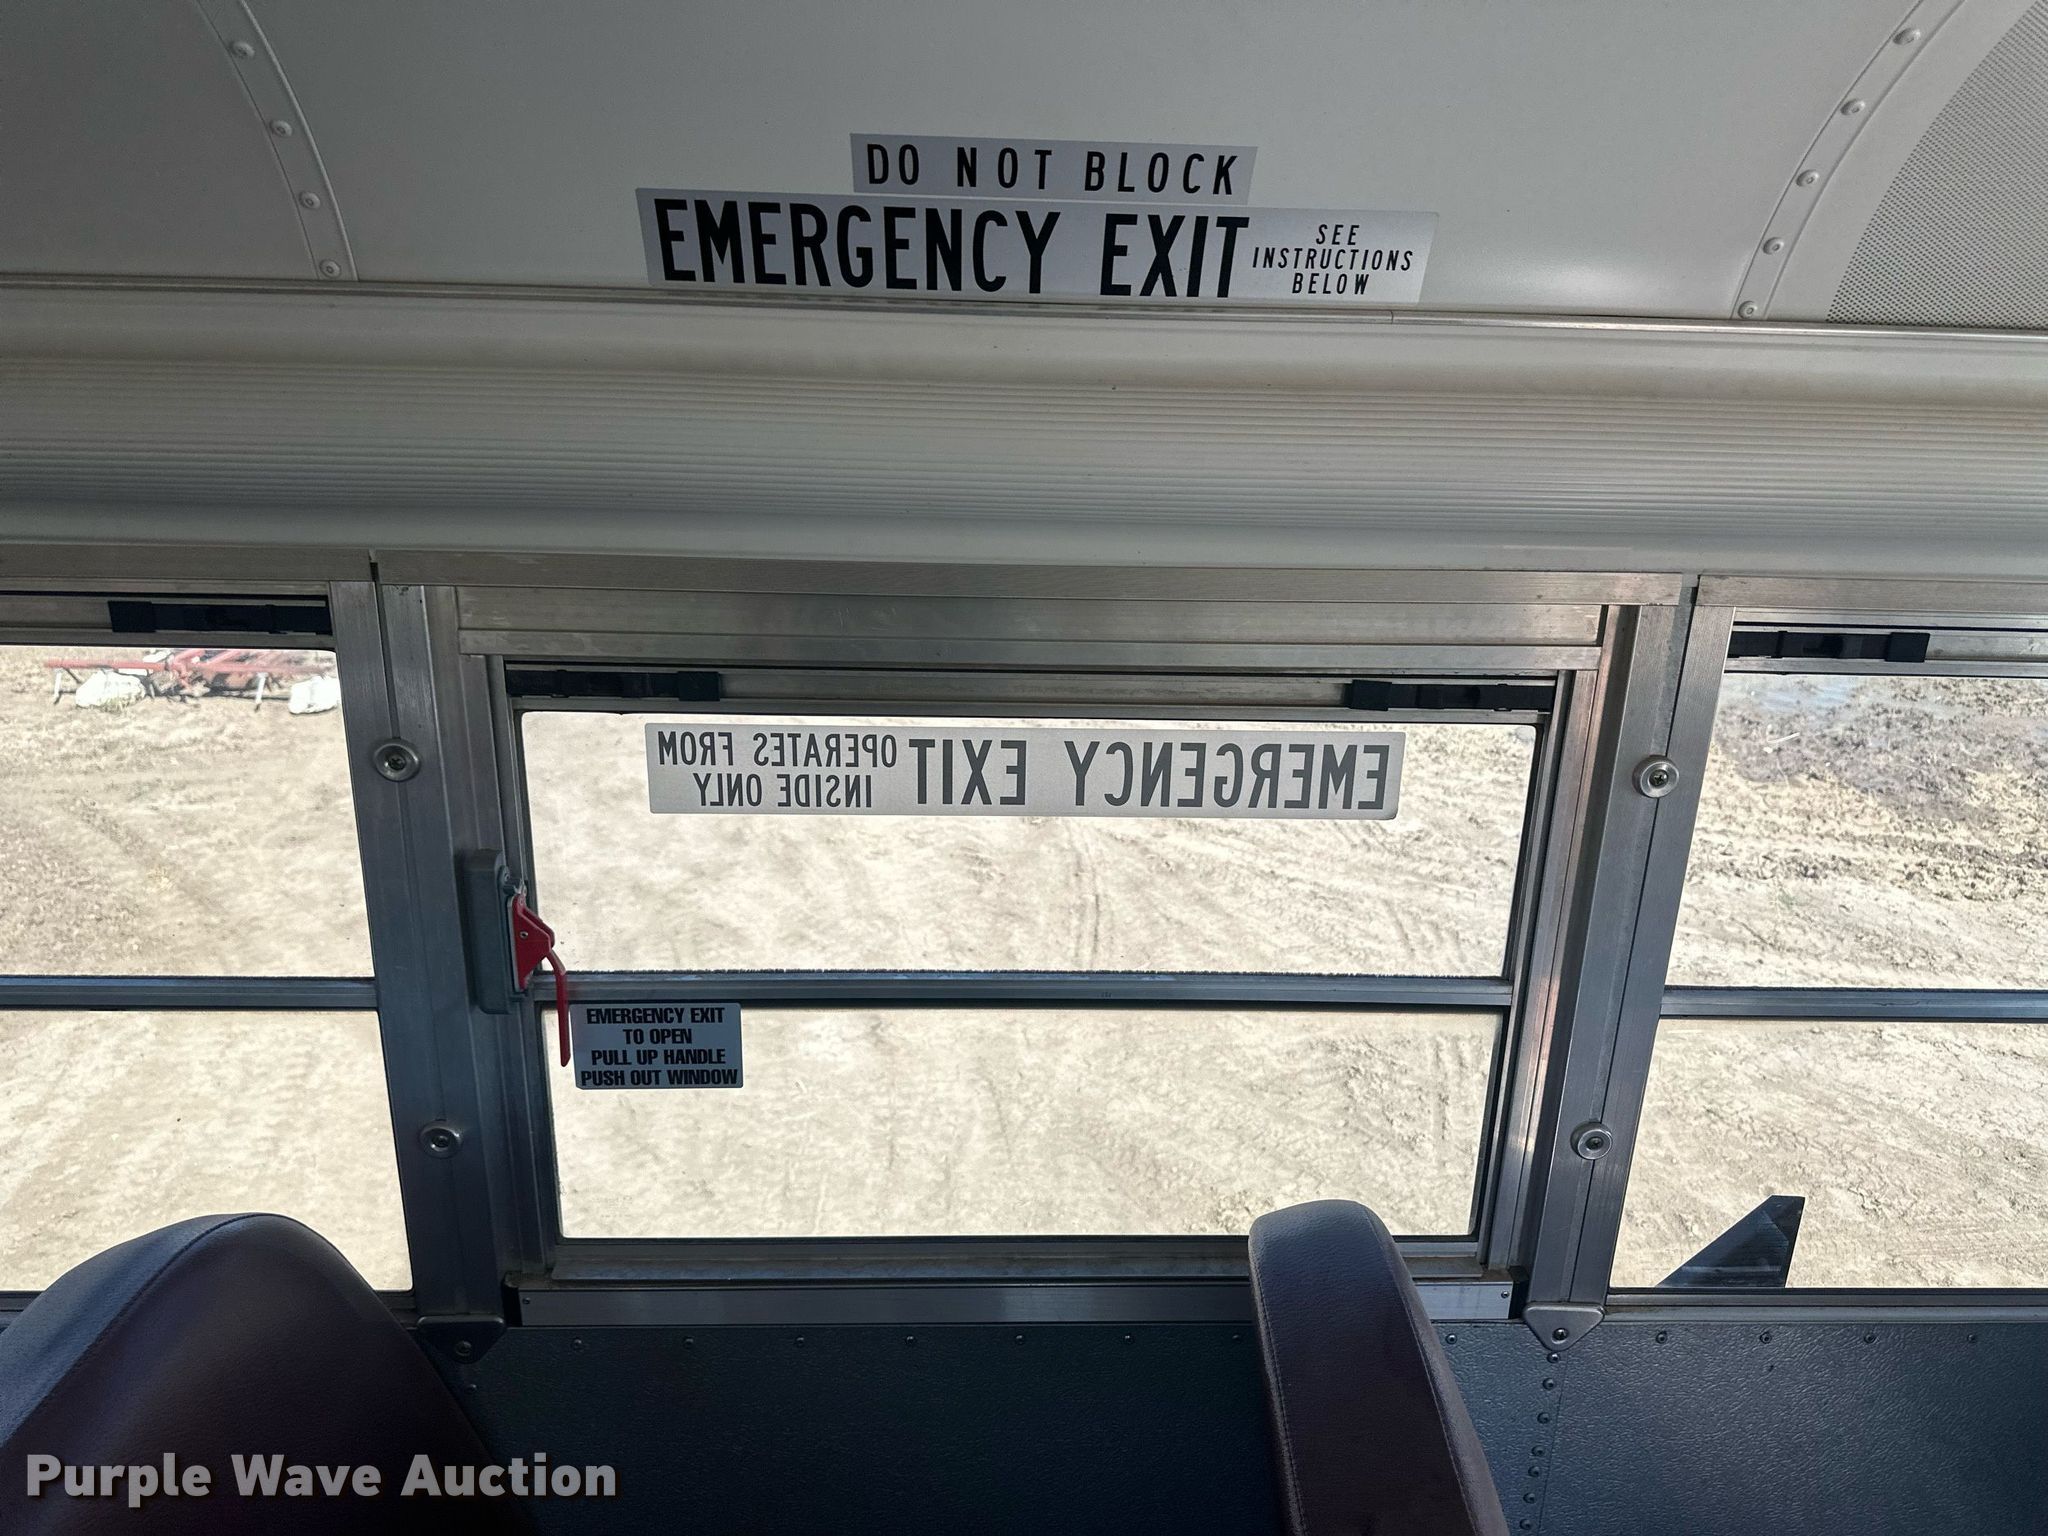 DO NOT BLOCK
EMERGENCY EXIT
SEE
INSTRUCTIONS
BELOW
EMERGENCY EXIT
OPERATES FROM
INSIDE ONLY
EMERGENCY EXIT
TO OPEN
PULL UP HANDLE
PUSH OUT WINDOW
Purple Wave Auction